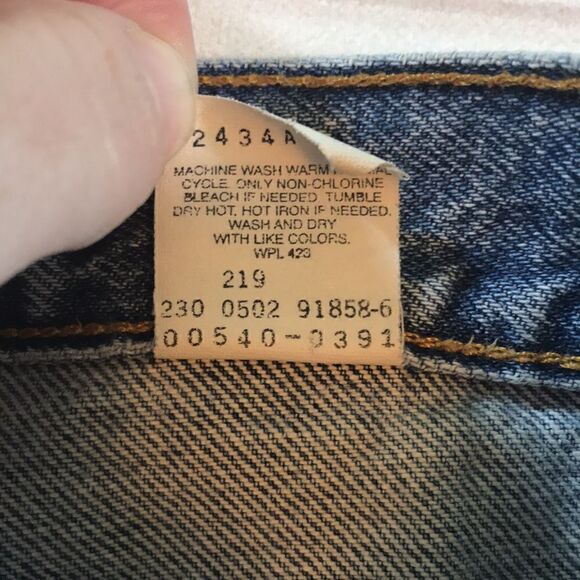 2434A
MACHINE WASH WARM
CYCLE. ONLY NON-CHLORINE
BLEACH IF NEEDED. TUMBLE
DRY HOT, HOT IRON IF NEEDED.
WASH AND DRY
WITH LIKE COLORS.
WPL 423
219
230 0502 91858-6
00540-0391